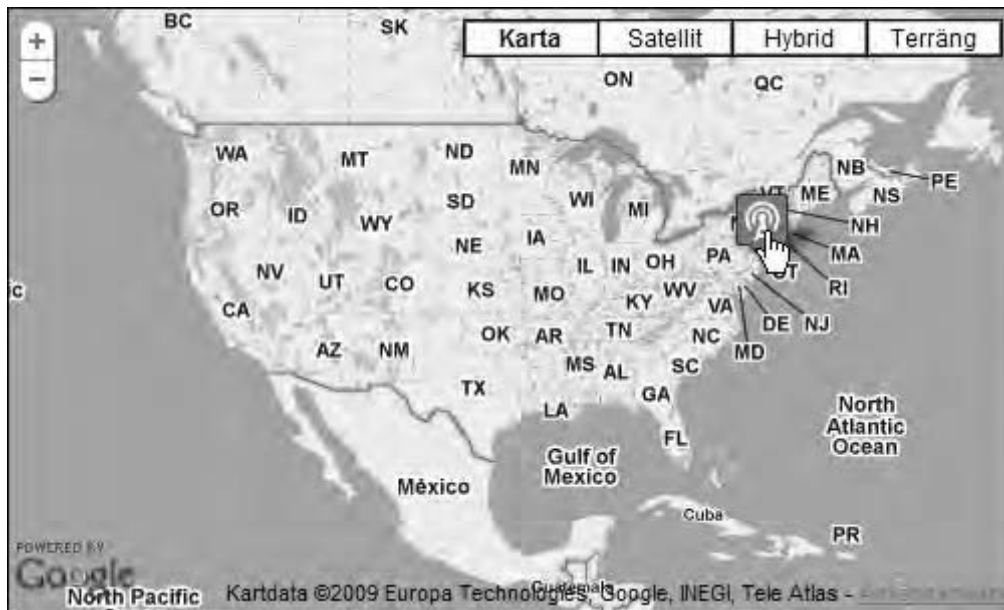 BC
SK
+
−
Karta
Satellit
Hybrid
Terräng
ON
QC
WA
MT
ND
MN
VT
ME
NB
PE
NS
OR
ID
WY
SD
WI
MI
NH
MA
NE
IA
IL
IN
OH
PA
RI
NV
UT
CO
KS
MO
KY
WV
VA
DE
NJ
CA
AZ
NM
OK
AR
TN
NC
MD
MS
AL
SC
TX
GA
LA
FL
North
Atlantic
Ocean
Gulf of
Mexico
México
Cuba
PR
POWERED BY
Google
Guatemala
North Pacific
Kartdata ©2009 Europa Technologies, Google, INEGI, Tele Atlas -